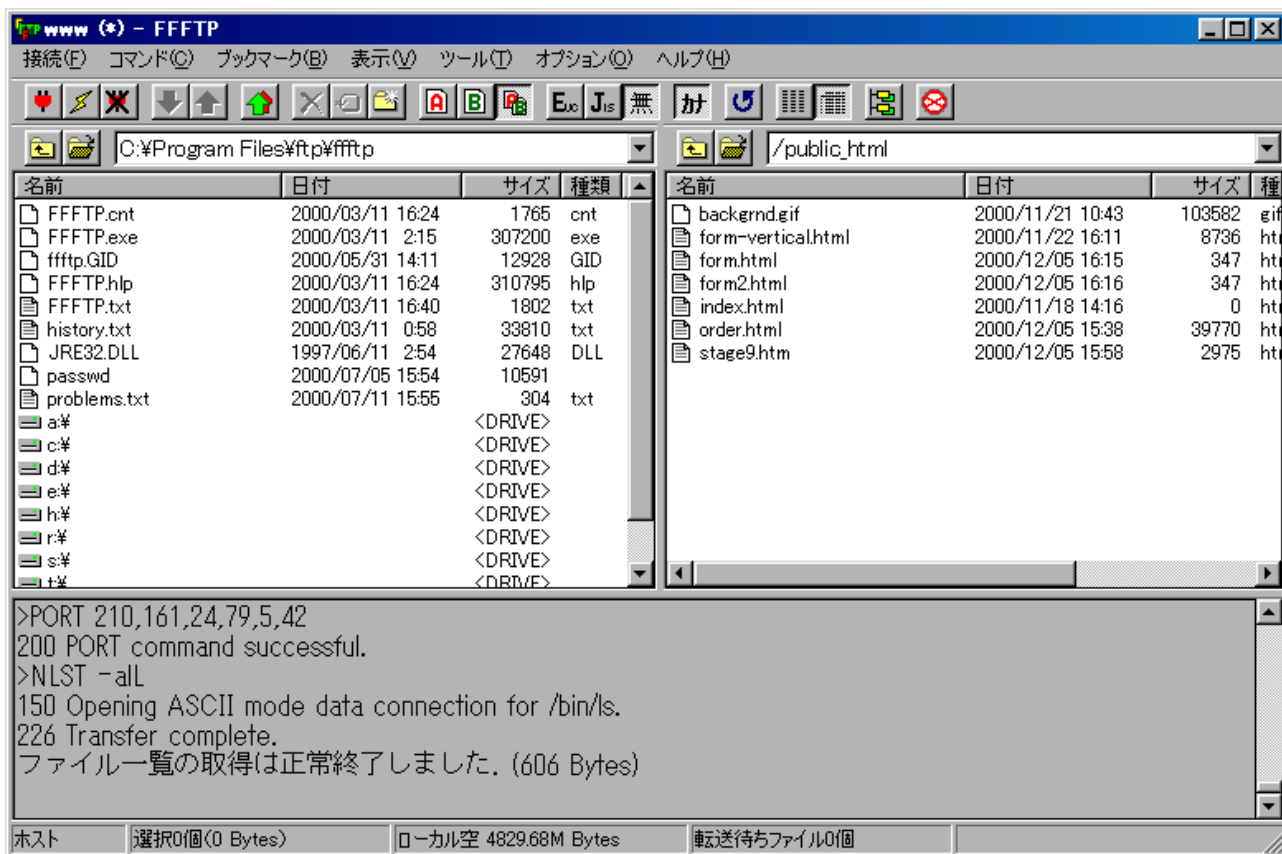 www (*) - FFFTP
接続(F) コマンド(C) ブックマーク(B) 表示(V) ツール(T) オプション(O) ヘルプ(H)
A B Euc JIS 無 カナ
C:¥Program Files¥ftp¥ffftp
名前 日付 サイズ 種類
FFFTP.cnt 2000/03/11 16:24 1765 cnt
FFFTP.exe 2000/03/11 2:15 307200 exe
ffftp.GID 2000/05/31 14:11 12928 GID
FFFTP.hlp 2000/03/11 16:24 310795 hlp
FFFTP.txt 2000/03/11 16:40 1802 txt
history.txt 2000/03/11 0:58 33810 txt
JRE32.DLL 1997/06/11 2:54 27648 DLL
passwd 2000/07/05 15:54 10591
problems.txt 2000/07/11 15:55 304 txt
a:¥ <DRIVE>
c:¥ <DRIVE>
d:¥ <DRIVE>
e:¥ <DRIVE>
h:¥ <DRIVE>
r:¥ <DRIVE>
s:¥ <DRIVE>
t:¥ <DRIVE>
/public_html
名前 日付 サイズ 種
backgrnd.gif 2000/11/21 10:43 103582 gif
form-vertical.html 2000/11/22 16:11 8736
form.html 2000/12/05 16:15 347
form2.html 2000/12/05 16:16 347
index.html 2000/11/18 14:16 0
order.html 2000/12/05 15:38 39770
stage9.htm 2000/12/05 15:58 2975
>PORT 210,161,24,79,5,42
200 PORT command successful.
>NLST -alL
150 Opening ASCII mode data connection for /bin/ls.
226 Transfer complete.
ファイル一覧の取得は正常終了しました. (606 Bytes)
ホスト 選択0個(0 Bytes) ローカル空 4829.68M Bytes 転送待ちファイル0個